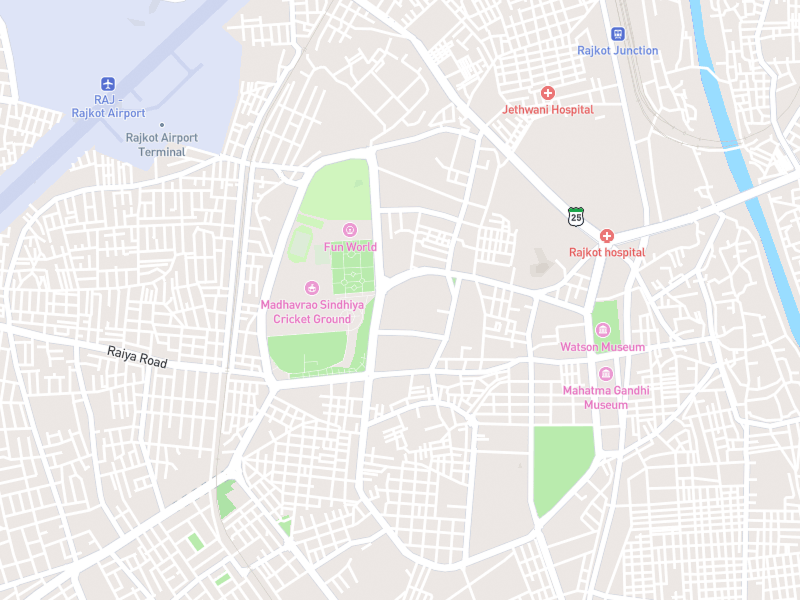 Rajkot Junction
RAJ -
Rajkot Airport
Jethwani Hospital
Rajkot Airport
Terminal
25
Fun World
Rajkot hospital
Madhavrao Sindhiya
Cricket Ground
Watson Museum
Raiya Road
Mahatma Gandhi
Museum